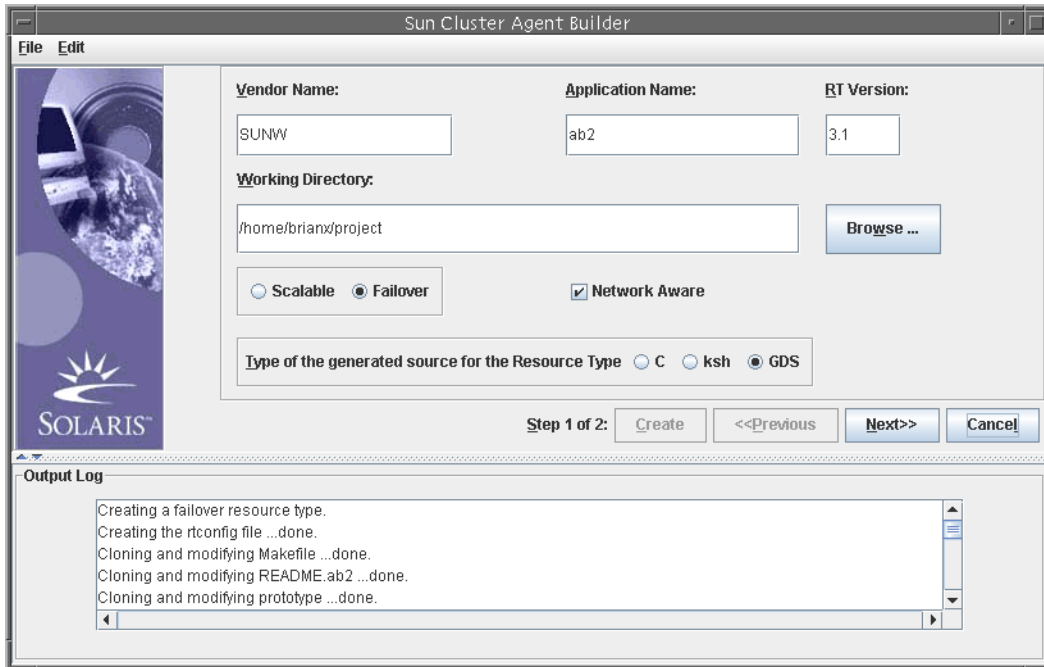 Sun Cluster Agent Builder
File Edit
Vendor Name: Application Name: RT Version:
SUNW ab2 3.1
Working Directory:
/home/brianx/project Browse ...
Scalable Failover Network Aware
Type of the generated source for the Resource Type C ksh GDS
SOLARIS™
Step 1 of 2: Create <<Previous Next>> Cancel
Output Log
Creating a failover resource type.
Creating the rtconfig file ...done.
Cloning and modifying Makefile ...done.
Cloning and modifying README.ab2 ...done.
Cloning and modifying prototype ...done.